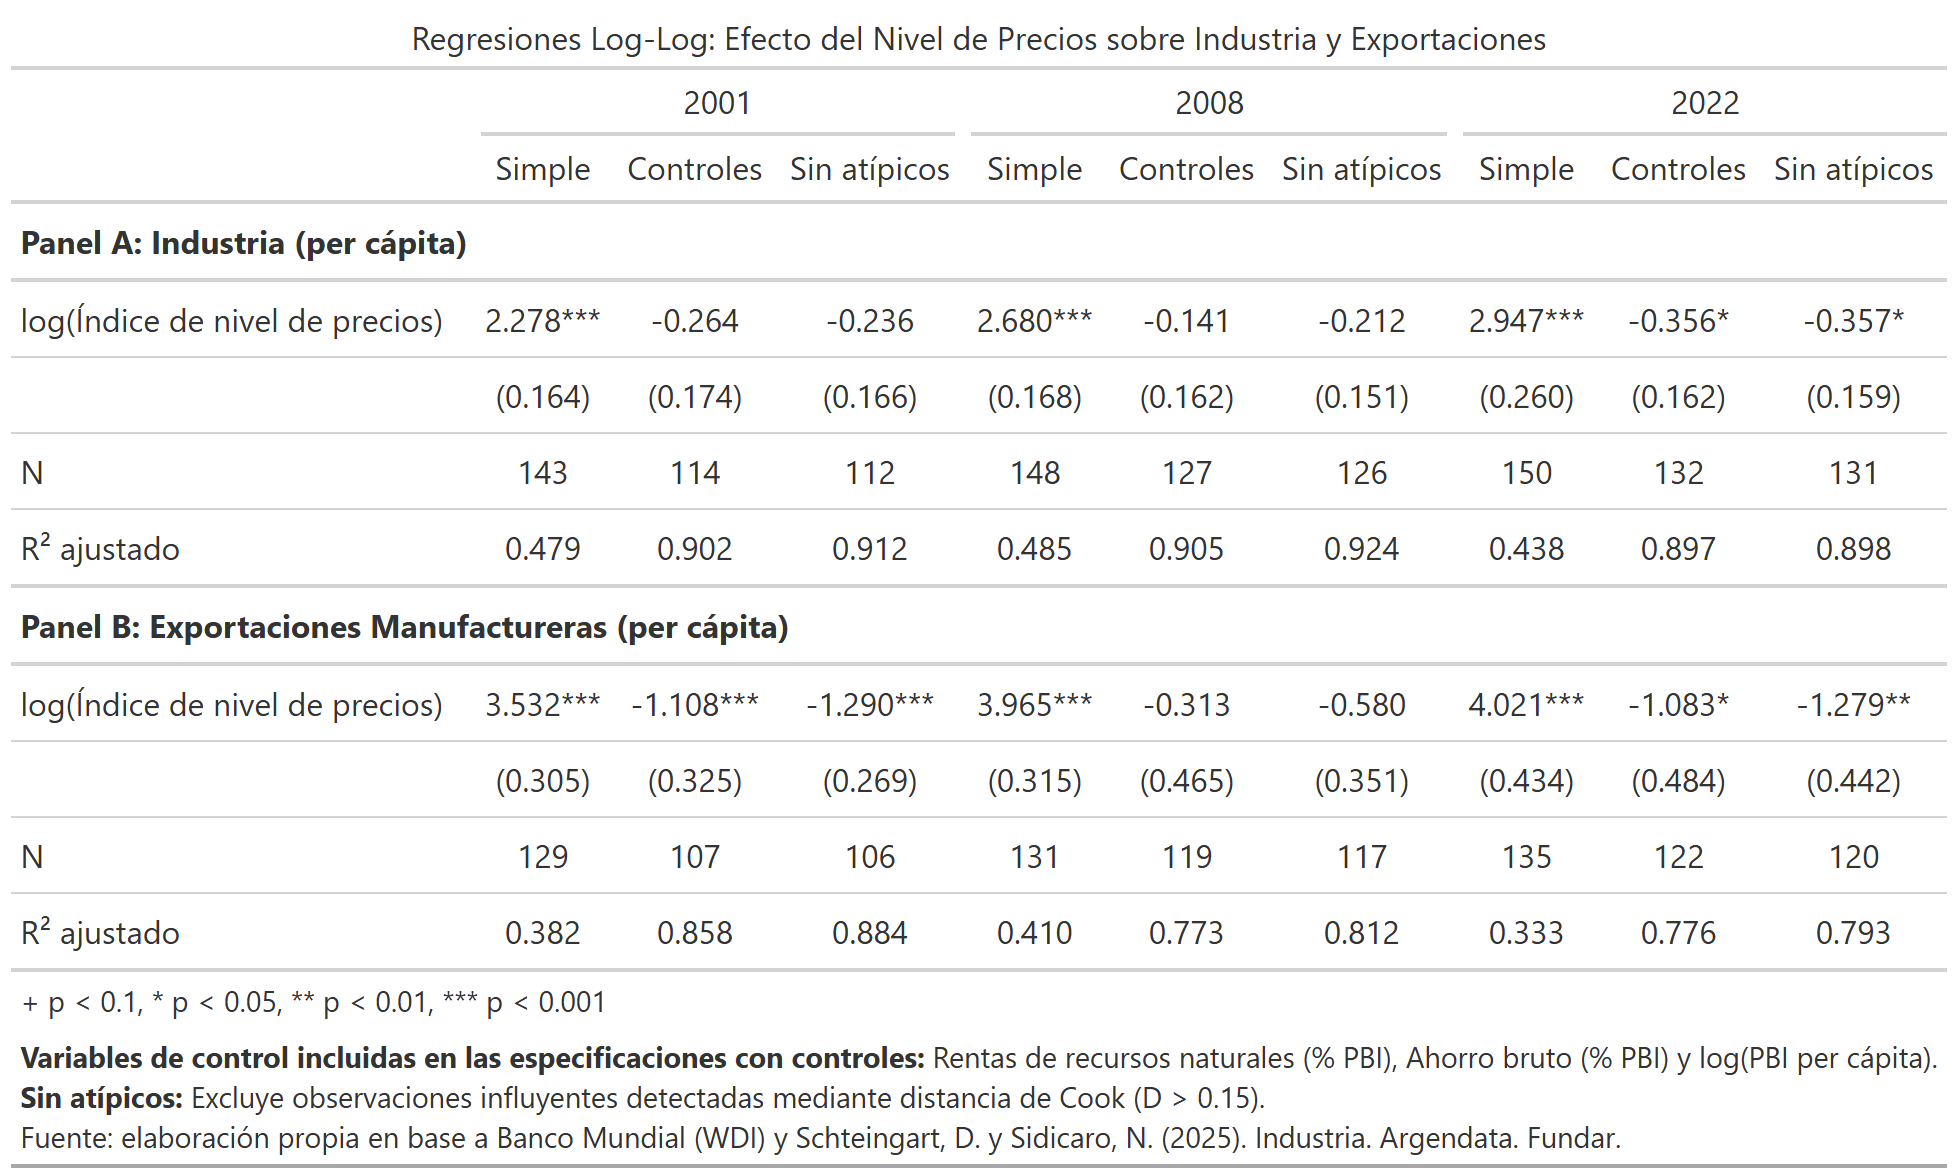 Regresiones Log-Log: Efecto del Nivel de Precios sobre Industria y Exportaciones
2001 2008 2022
Simple Controles Sin atípicos Simple Controles Sin atípicos Simple Controles Sin atípicos
Panel A: Industria (per cápita)
log(Índice de nivel de precios) 2.278*** -0.264 -0.236 2.680*** -0.141 -0.212 2.947*** -0.356* -0.357*
(0.164) (0.174) (0.166) (0.168) (0.162) (0.151) (0.260) (0.162) (0.159)
N 143 114 112 148 127 126 150 132 131
R² ajustado 0.479 0.902 0.912 0.485 0.905 0.924 0.438 0.897 0.898
Panel B: Exportaciones Manufactureras (per cápita)
log(Índice de nivel de precios) 3.532*** -1.108*** -1.290*** 3.965*** -0.313 -0.580 4.021*** -1.083* -1.279**
(0.305) (0.325) (0.269) (0.315) (0.465) (0.351) (0.434) (0.484) (0.442)
N 129 107 106 131 119 117 135 122 120
R² ajustado 0.382 0.858 0.884 0.410 0.773 0.812 0.333 0.776 0.793
+ p < 0.1, * p < 0.05, ** p < 0.01, *** p < 0.001
Variables de control incluidas en las especificaciones con controles: Rentas de recursos naturales (% PBI), Ahorro bruto (% PBI) y log(PBI per cápita).
Sin atípicos: Excluye observaciones influyentes detectadas mediante distancia de Cook (D > 0.15).
Fuente: elaboración propia en base a Banco Mundial (WDI) y Schteingart, D. y Sidicaro, N. (2025). Industria. Argendata. Fundar.